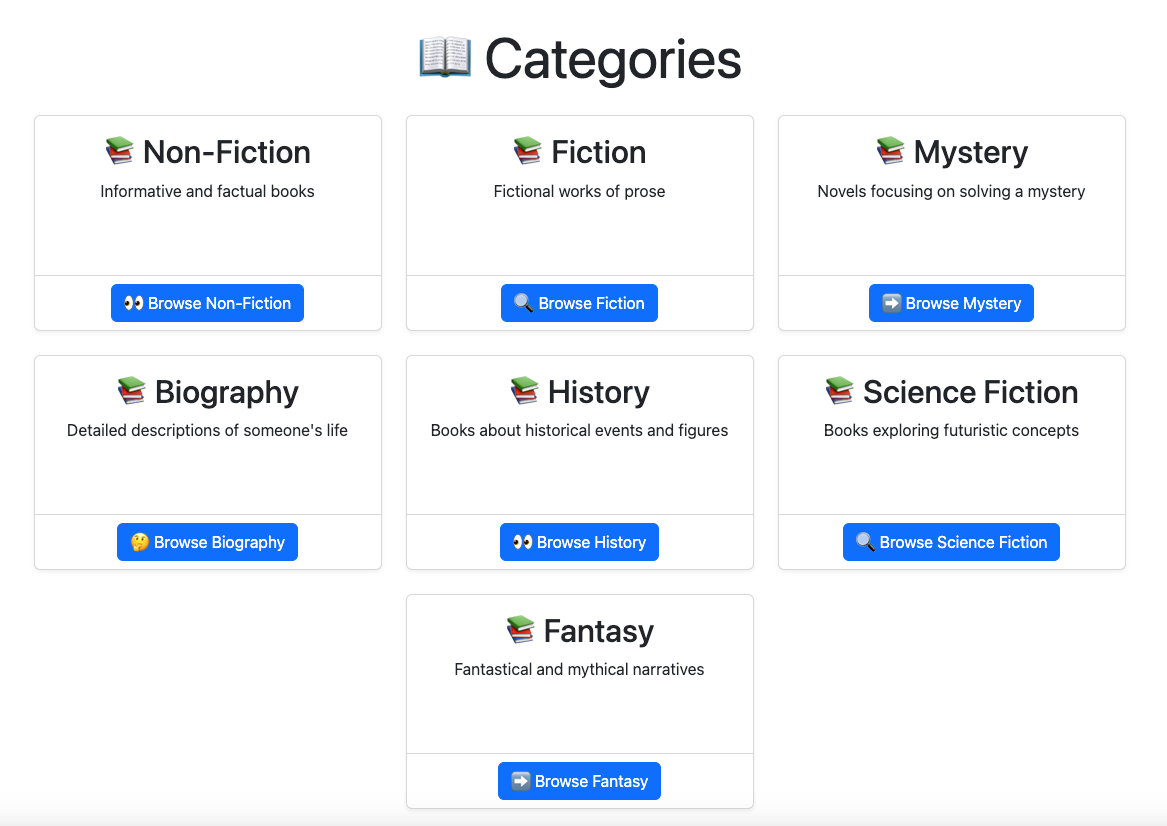 📖 Categories
📚 Non-Fiction
Informative and factual books
👀 Browse Non-Fiction
📚 Fiction
Fictional works of prose
🔍 Browse Fiction
📚 Mystery
Novels focusing on solving a mystery
➡️ Browse Mystery
📚 Biography
Detailed descriptions of someone's life
🤔 Browse Biography
📚 History
Books about historical events and figures
👀 Browse History
📚 Science Fiction
Books exploring futuristic concepts
🔍 Browse Science Fiction
📚 Fantasy
Fantastical and mythical narratives
➡️ Browse Fantasy